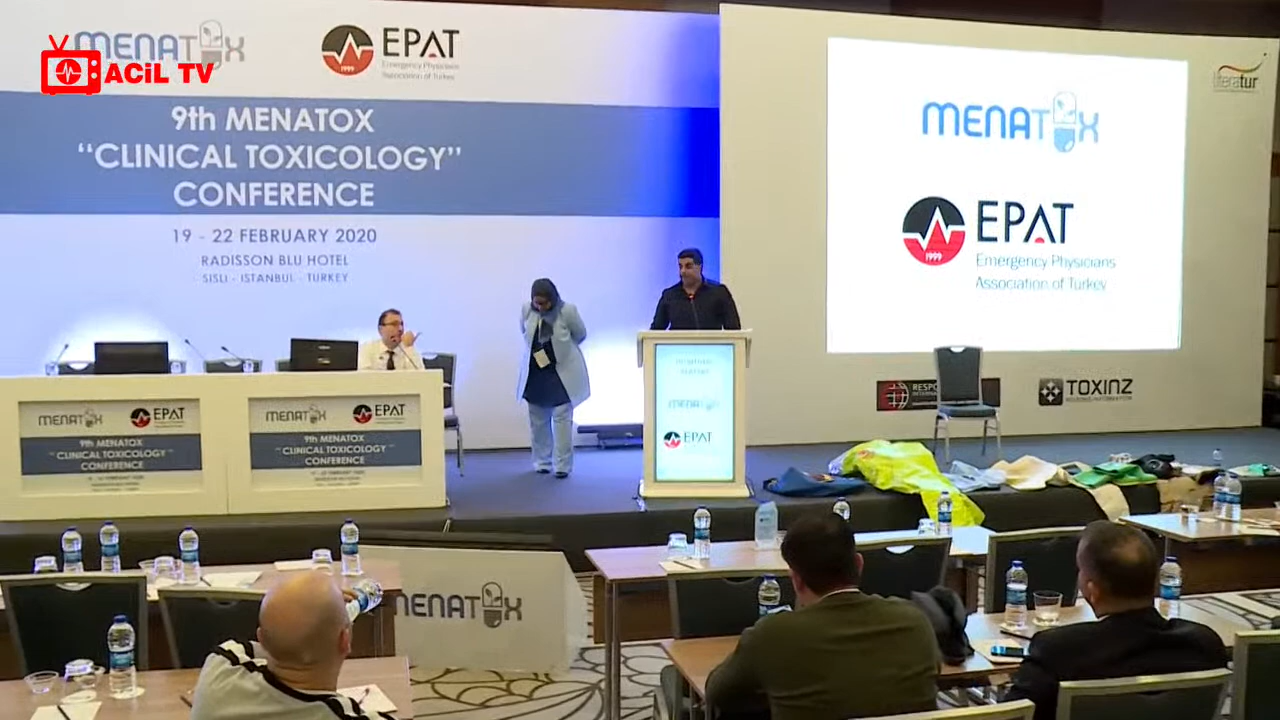 MENATOX
ACİL TV
EPAT
1999
Emergency Physicians
Association of Turkey
9th MENATOX
“CLINICAL TOXICOLOGY”
CONFERENCE
19 - 22 FEBRUARY 2020
RADISSON BLU HOTEL
SISLI - ISTANBUL - TURKEY
literatur
MENATOX
EPAT
1999
Emergency Physicians
Association of Turkey
TOXINZ
MENATOX
EPAT
9th MENATOX
“CLINICAL TOXICOLOGY”
CONFERENCE
MENATOX
EPAT
9th MENATOX
“CLINICAL TOXICOLOGY”
CONFERENCE
MENATOX
EPAT
MENATOX